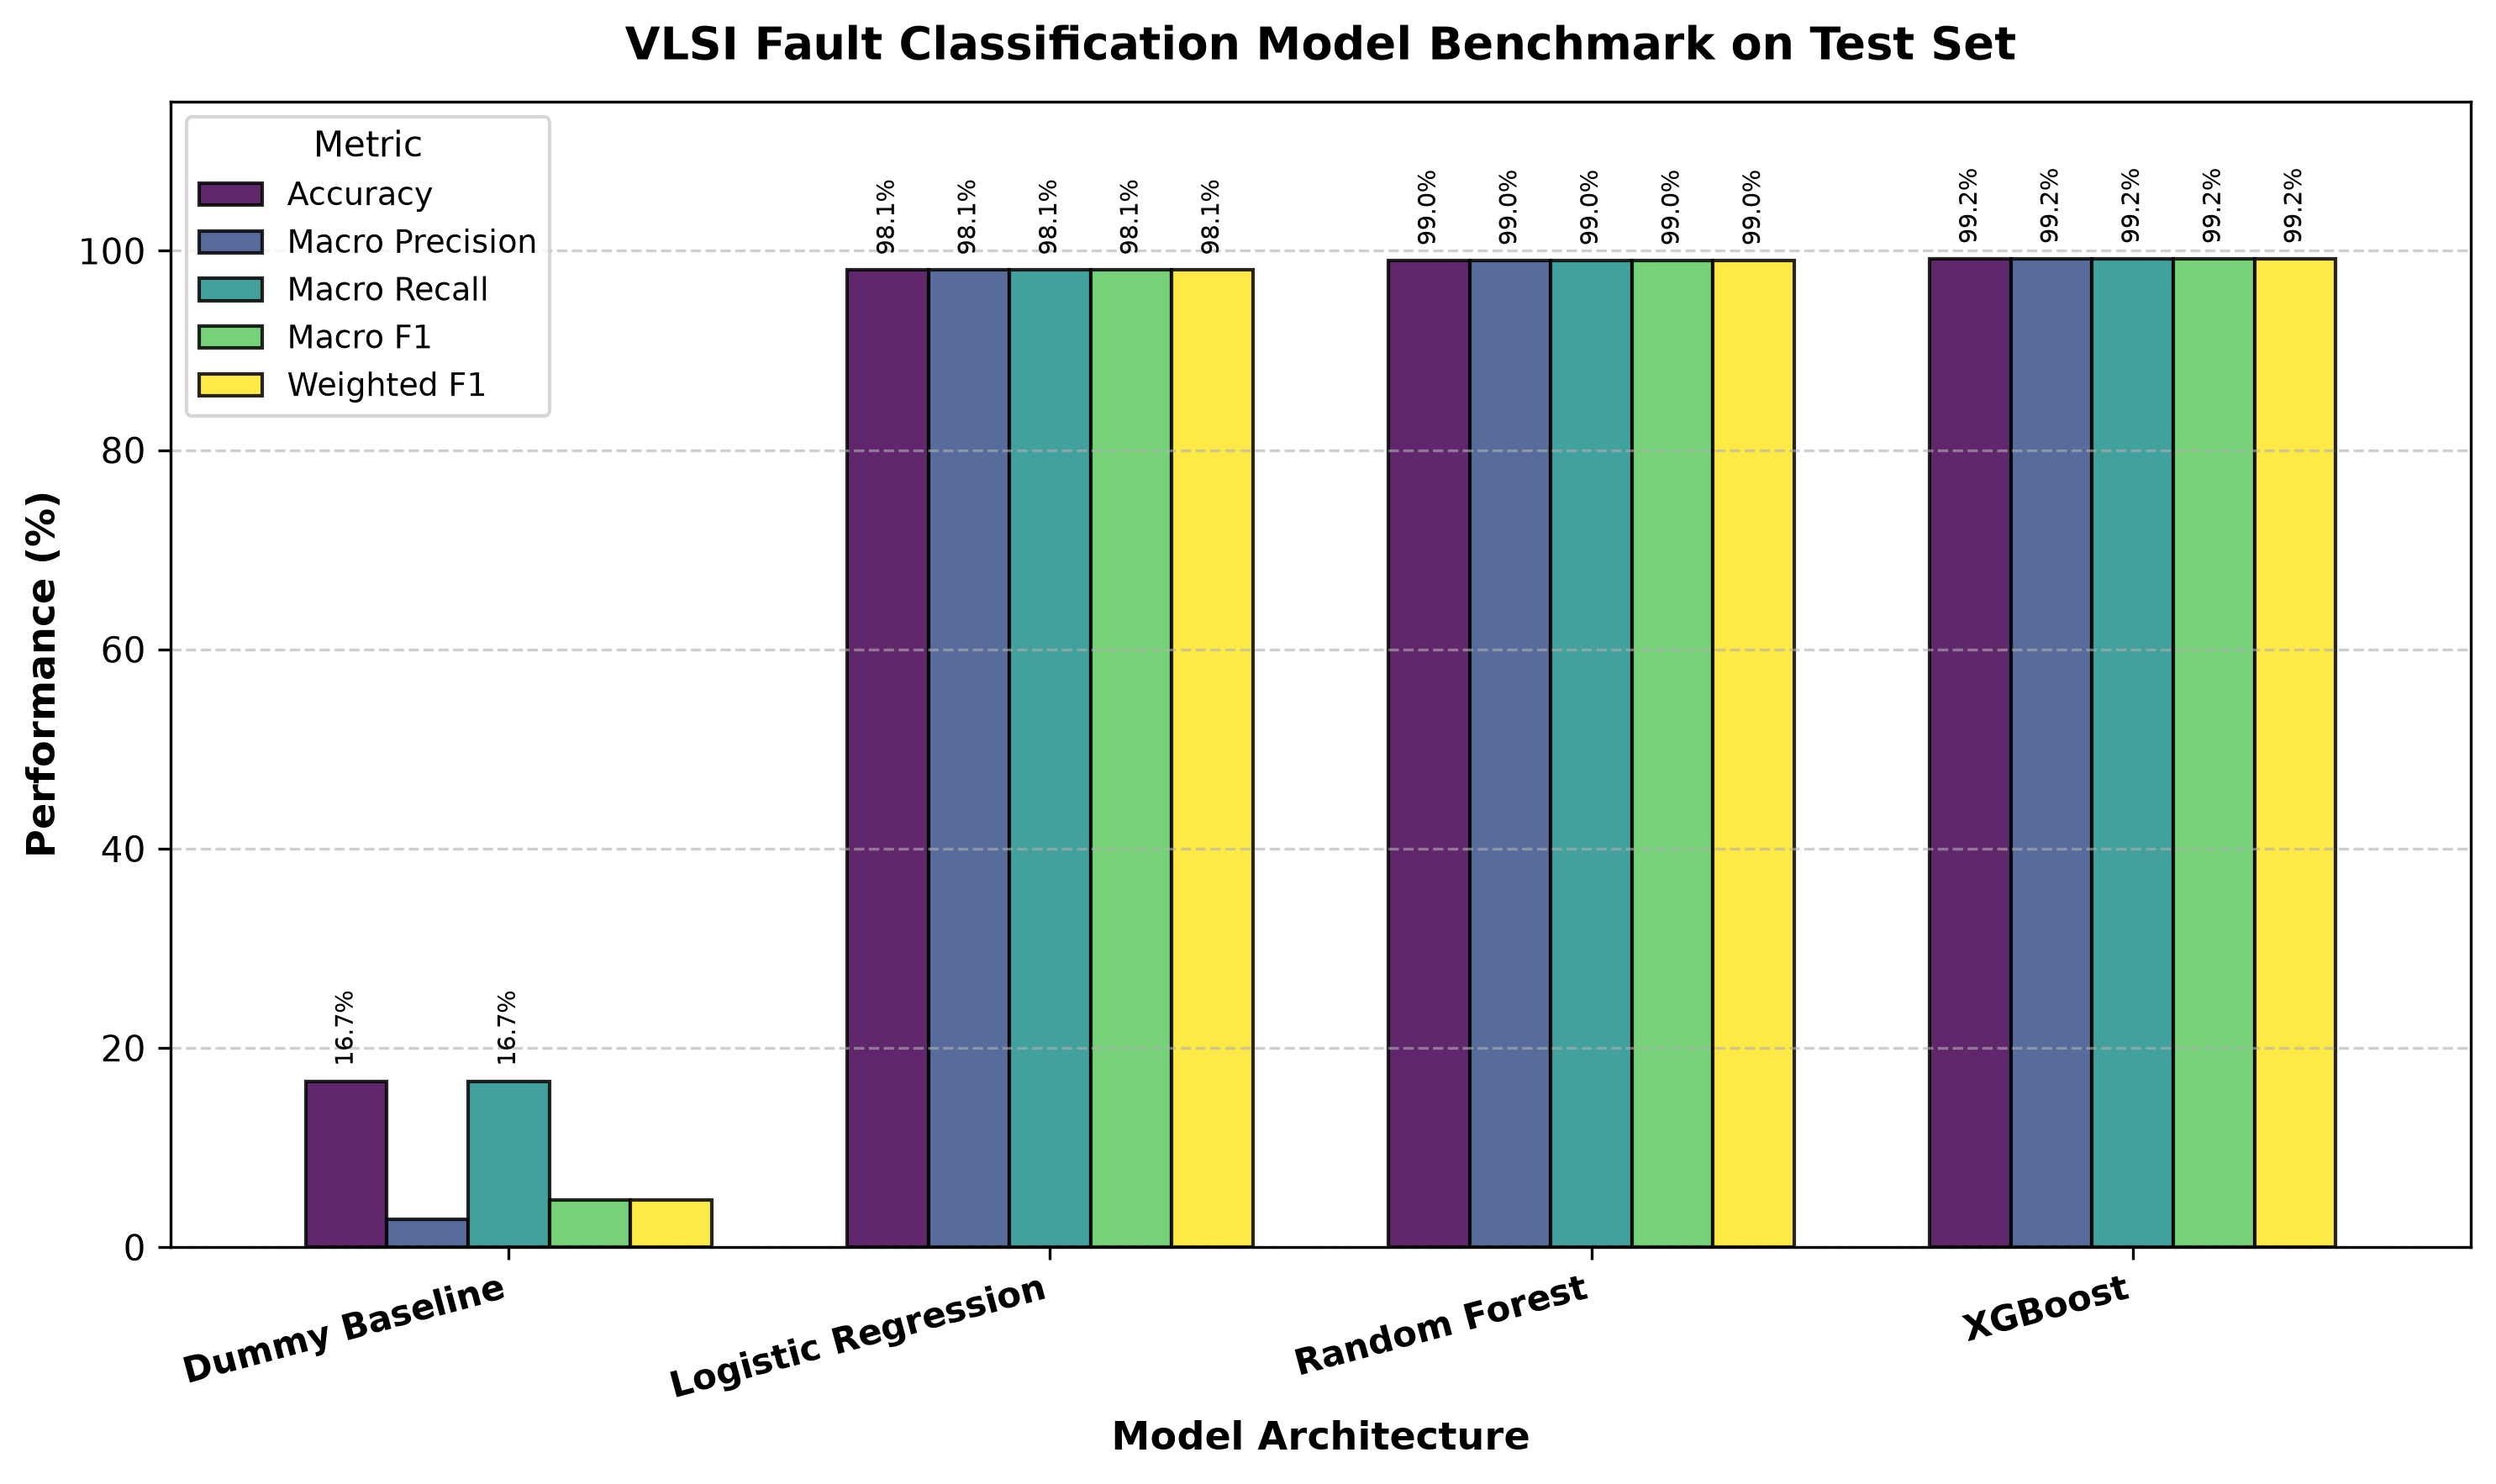 VLSI Fault Classification Model Benchmark on Test Set
Metric
Accuracy
Macro Precision
Macro Recall
Macro F1
Weighted F1
Performance (%)
100
80
60
40
20
0
16.7%
16.7%
98.1%
98.1%
98.1%
98.1%
98.1%
99.0%
99.0%
99.0%
99.0%
99.0%
99.2%
99.2%
99.2%
99.2%
99.2%
Dummy Baseline
Logistic Regression
Random Forest
XGBoost
Model Architecture